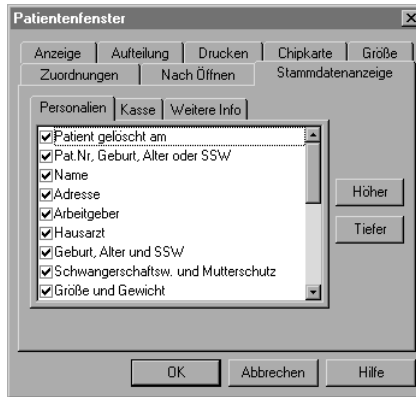 Patientenfenster
Anzeige Aufteilung Drucken Chipkarte Größe
Zuordnungen Nach Öffnen Stammdatenanzeige
Personalien Kasse Weitere Info
Patient gelöscht am
Pat.Nr, Geburt, Alter oder SSW
Name
Adresse
Arbeitgeber
Hausarzt
Geburt, Alter und SSW
Schwangerschaftsw. und Mutterschutz
Größe und Gewicht
Höher
Tiefer
OK Abbrechen Hilfe